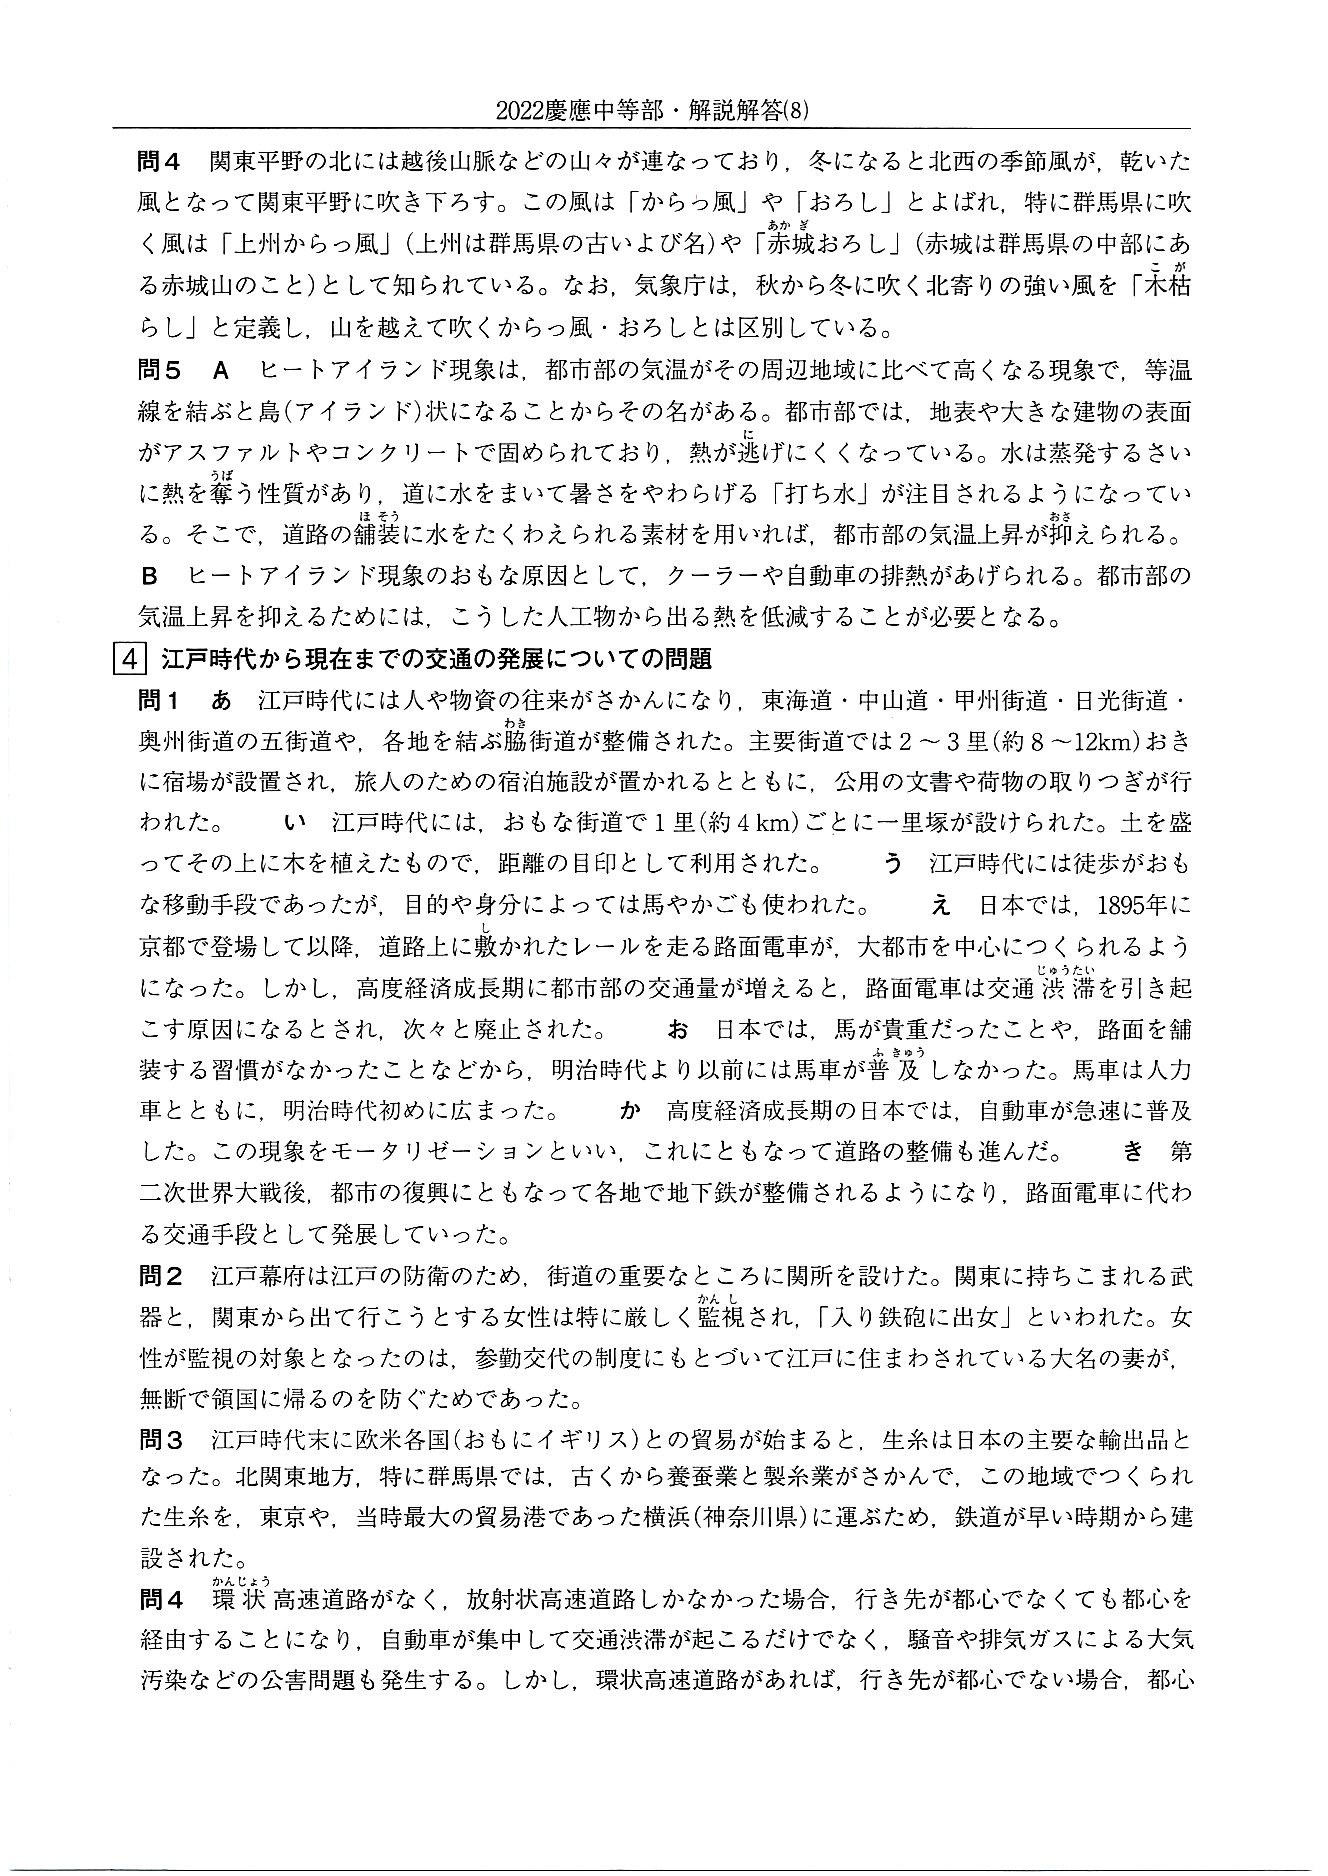 2022慶應中等部・解説解答(8)
問4 関東平野の北には越後山脈などの山々が連なっており，冬になると北西の季節風が，乾いた
風となって関東平野に吹き下ろす。この風は「からっ風」や「おろし」とよばれ，特に群馬県に吹
く風は「上州からっ風」(上州は群馬県の古いよび名)や「赤城おろし」(赤城は群馬県の中部にあ
る赤城山のこと)として知られている。なお，気象庁は，秋から冬に吹く北寄りの強い風を「木枯
らし」と定義し，山を越えて吹くからっ風・おろしとは区別している。
問5 A ヒートアイランド現象は，都市部の気温がその周辺地域に比べて高くなる現象で，等温
線を結ぶと島(アイランド)状になることからその名がある。都市部では，地表や大きな建物の表面
がアスファルトやコンクリートで固められており，熱が逃げにくくなっている。水は蒸発するさい
に熱を奪う性質があり，道に水をまいて暑さをやわらげる「打ち水」が注目されるようになってい
る。そこで，道路の舗装に水をたくわえられる素材を用いれば，都市部の気温上昇が抑えられる。
B ヒートアイランド現象のおもな原因として，クーラーや自動車の排熱があげられる。都市部の
気温上昇を抑えるためには，こうした人工物から出る熱を低減することが必要となる。
4 江戸時代から現在までの交通の発展についての問題
問1 あ 江戸時代には人や物資の往来がさかんになり，東海道・中山道・甲州街道・日光街道・
奥州街道の五街道や，各地を結ぶ脇街道が整備された。主要街道では2～3里(約8～12km)おき
に宿場が設置され，旅人のための宿泊施設が置かれるとともに，公用の文書や荷物の取りつぎが行
われた。 い 江戸時代には，おもな街道で1里(約4km)ごとに一里塚が設けられた。土を盛
ってその上に木を植えたもので，距離の目印として利用された。 う 江戸時代には徒歩がおも
な移動手段であったが，目的や身分によっては馬やかごも使われた。 え 日本では，1895年に
京都で登場して以降，道路上に敷かれたレールを走る路面電車が，大都市を中心につくられるよう
になった。しかし，高度経済成長期に都市部の交通量が増えると，路面電車は交通渋滞を引き起
こす原因になるとされ，次々と廃止された。 お 日本では，馬が貴重だったことや，路面を舗
装する習慣がなかったことなどから，明治時代より以前には馬車が普及しなかった。馬車は人力
車とともに，明治時代初めに広まった。 か 高度経済成長期の日本では，自動車が急速に普及
した。この現象をモータリゼーションといい，これにともなって道路の整備も進んだ。 き 第
二次世界大戦後，都市の復興にともなって各地で地下鉄が整備されるようになり，路面電車に代わ
る交通手段として発展していった。
問2 江戸幕府は江戸の防衛のため，街道の重要なところに関所を設けた。関東に持ちこまれる武
器と，関東から出て行こうとする女性は特に厳しく監視され，「入り鉄砲に出女」といわれた。女
性が監視の対象となったのは，参勤交代の制度にもとづいて江戸に住まわされている大名の妻が，
無断で領国に帰るのを防ぐためであった。
問3 江戸時代末に欧米各国(おもにイギリス)との貿易が始まると，生糸は日本の主要な輸出品と
なった。北関東地方，特に群馬県では，古くから養蚕業と製糸業がさかんで，この地域でつくられ
た生糸を，東京や，当時最大の貿易港であった横浜(神奈川県)に運ぶため，鉄道が早い時期から建
設された。
問4 環状高速道路がなく，放射状高速道路しかなかった場合，行き先が都心でなくても都心を
経由することになり，自動車が集中して交通渋滞が起こるだけでなく，騒音や排気ガスによる大気
汚染などの公害問題も発生する。しかし，環状高速道路があれば，行き先が都心でない場合，都心